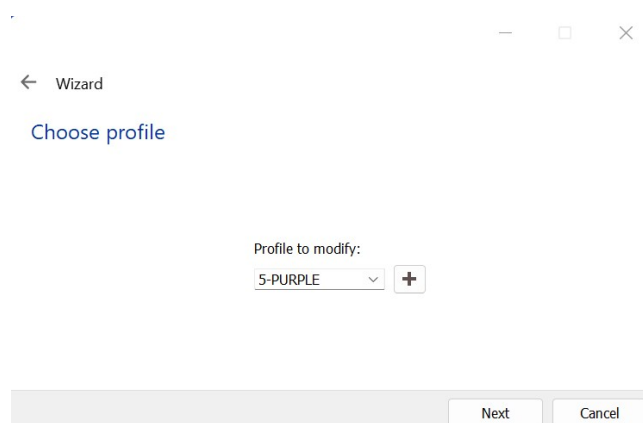 Wizard
Choose profile
Profile to modify:
5-PURPLE
Next Cancel